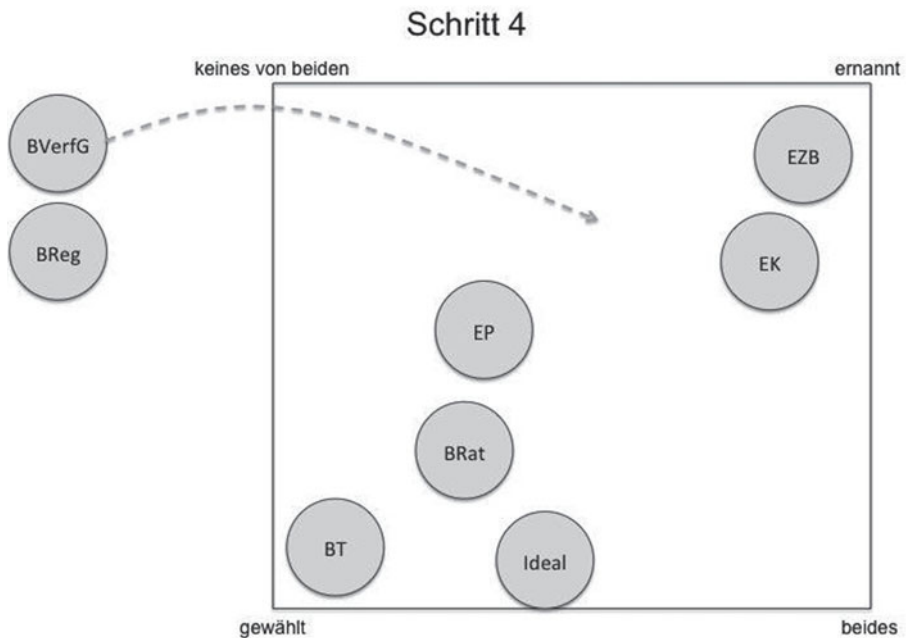 Schritt 4
keines von beiden
ernannt
BVerfG
EZB
BReg
EK
EP
BRat
BT
Ideal
gewählt
beides